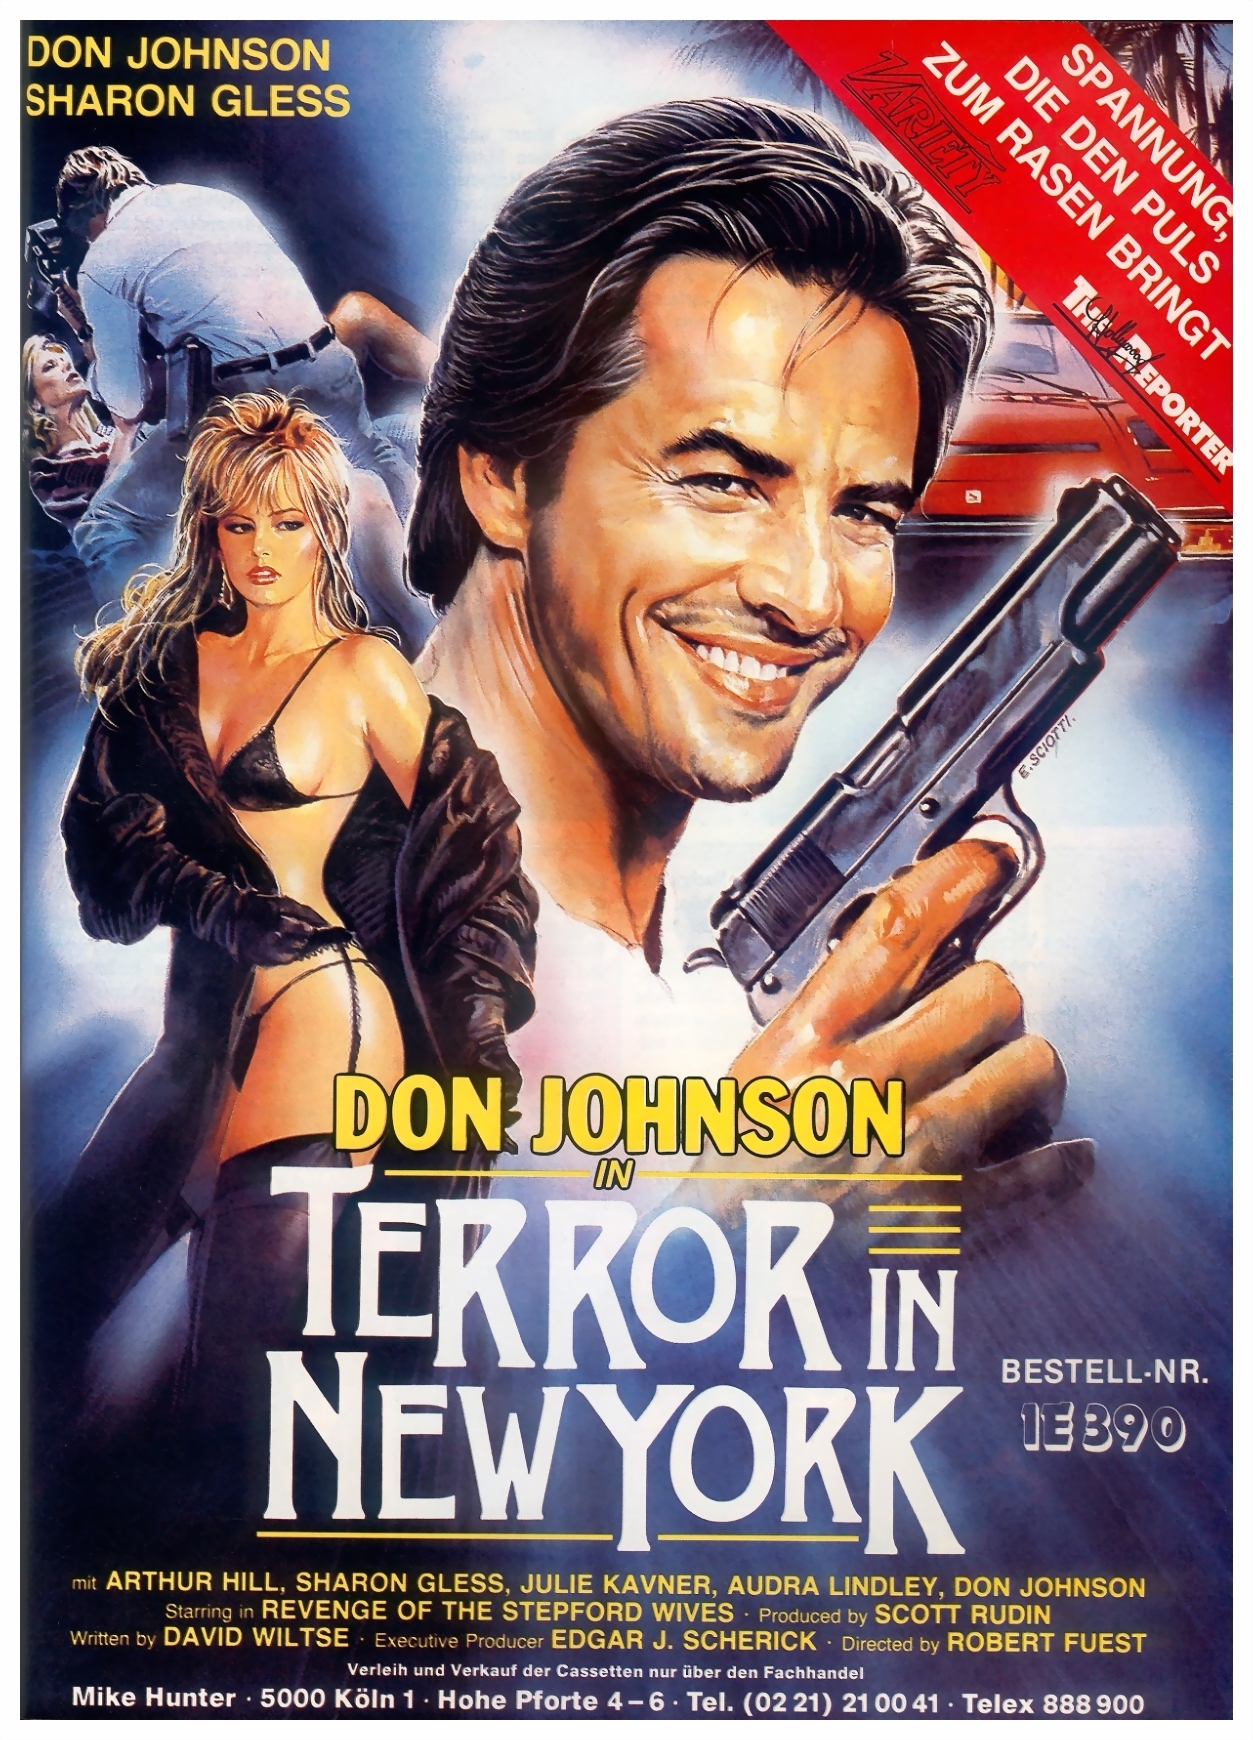 DON JOHNSON
SHARON GLESS
SPANNUNG,
DIE DEN PULS
ZUM RASEN BRINGT
VARIETY
THE Hollywood REPORTER
E. SCIOTTI.
DON JOHNSON
IN
TERROR IN
NEW YORK
BESTELL-NR.
1E390
mit ARTHUR HILL, SHARON GLESS, JULIE KAVNER, AUDRA LINDLEY, DON JOHNSON
Starring in REVENGE OF THE STEPFORD WIVES · Produced by SCOTT RUDIN
Written by DAVID WILTSE · Executive Producer EDGAR J. SCHERICK · Directed by ROBERT FUEST
Verleih und Verkauf der Cassetten nur über den Fachhandel
Mike Hunter · 5000 Köln 1 · Hohe Pforte 4–6 · Tel. (02 21) 21 00 41 · Telex 888 900